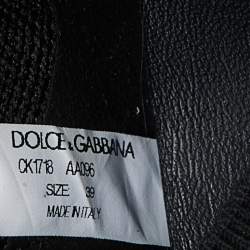 DOLCE & GABBANA
CK1718 AA096
SIZE: 39
MADE IN ITALY